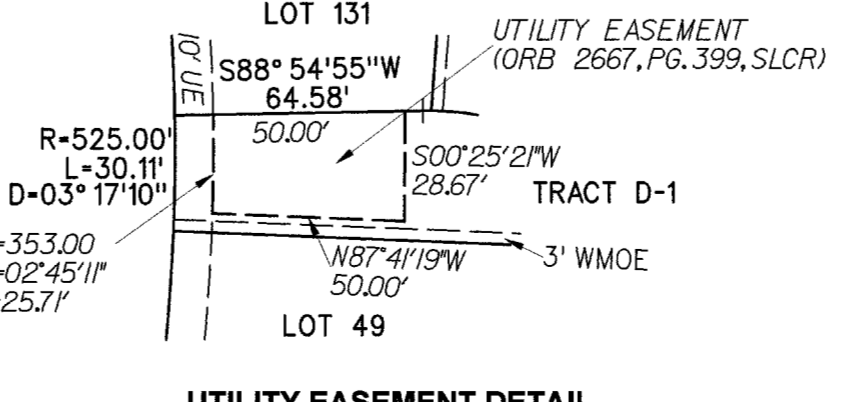 LOT 131
UTILITY EASEMENT
(ORB 2667, PG. 399, SLCR)
10' UE
S88° 54'55"W
64.58'
50.00'
R=525.00'
L=30.11'
D=03° 17'10"
S00°25'21"W
28.67'
TRACT D-1
=353.00
=02°45'11"
=25.71'
N87°41'19"W
50.00'
3' WMOE
LOT 49
UTILITY EASEMENT DETAIL